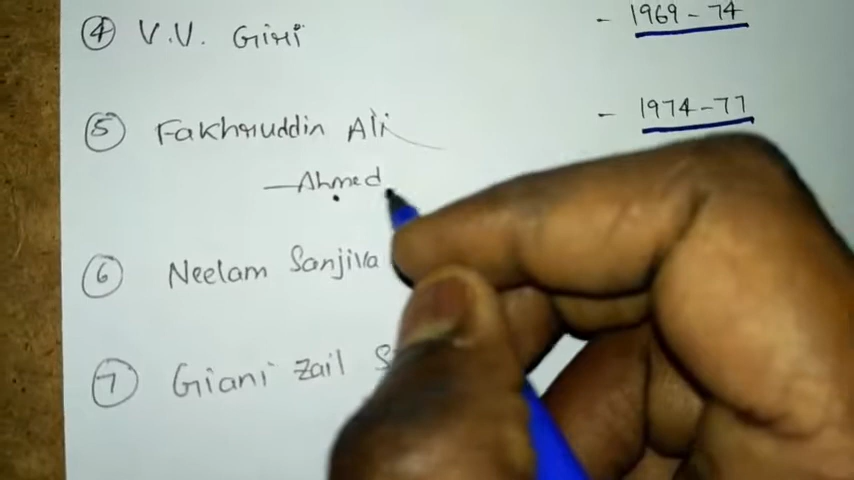 ④ V.V. Giri - 1969-74
⑤ Fakhruddin Ali - 1974-77
—Ahmed
⑥ Neelam Sanjiva
⑦ Giani Zail